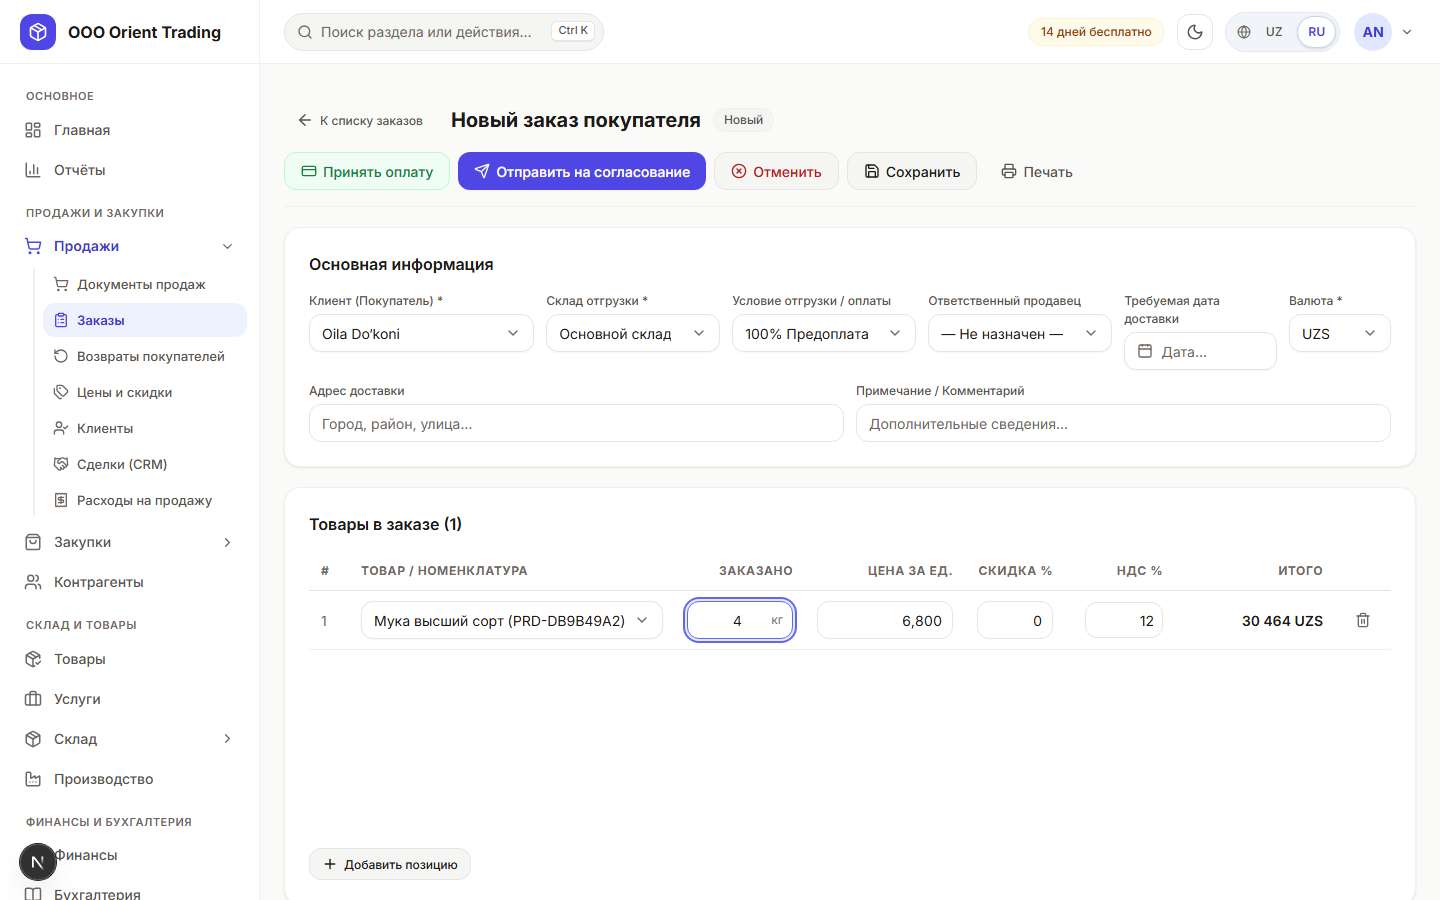 OOO Orient Trading
Поиск раздела или действия...
Ctrl K
14 дней бесплатно
UZ
RU
AN
ОСНОВНОЕ
Главная
Отчёты
ПРОДАЖИ И ЗАКУПКИ
Продажи
Документы продаж
Заказы
Возвраты покупателей
Цены и скидки
Клиенты
Сделки (CRM)
Расходы на продажу
Закупки
Контрагенты
СКЛАД И ТОВАРЫ
Товары
Услуги
Склад
Производство
ФИНАНСЫ И БУХГАЛТЕРИЯ
Финансы
Бухгалтерия
N
К списку заказов
Новый заказ покупателя
Новый
Принять оплату
Отправить на согласование
Отменить
Сохранить
Печать
Основная информация
Клиент (Покупатель) *
Oila Do'koni
Склад отгрузки *
Основной склад
Условие отгрузки / оплаты
100% Предоплата
Ответственный продавец
— Не назначен —
Требуемая дата
доставки
Дата...
Валюта *
UZS
Адрес доставки
Город, район, улица...
Примечание / Комментарий
Дополнительные сведения...
Товары в заказе (1)
# ТОВАР / НОМЕНКЛАТУРА ЗАКАЗАНО ЦЕНА ЗА ЕД. СКИДКА % НДС % ИТОГО
1 Мука высший сорт (PRD-DB9B49A2) 4 кг 6,800 0 12 30 464 UZS
Добавить позицию